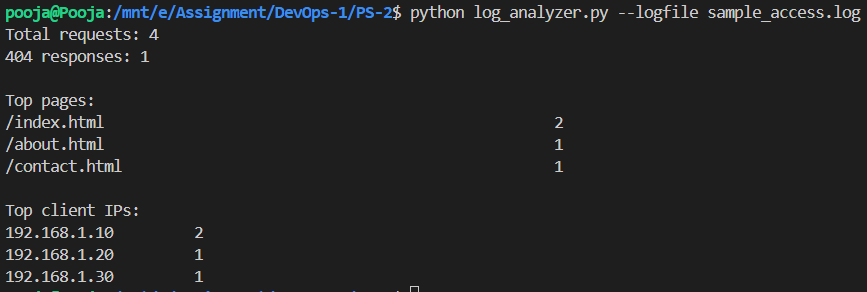 pooja@Pooja:/mnt/e/Assignment/DevOps-1/PS-2$ python log_analyzer.py --logfile sample_access.log
Total requests: 4
404 responses: 1
Top pages:
/index.html 2
/about.html 1
/contact.html 1
Top client IPs:
192.168.1.10 2
192.168.1.20 1
192.168.1.30 1